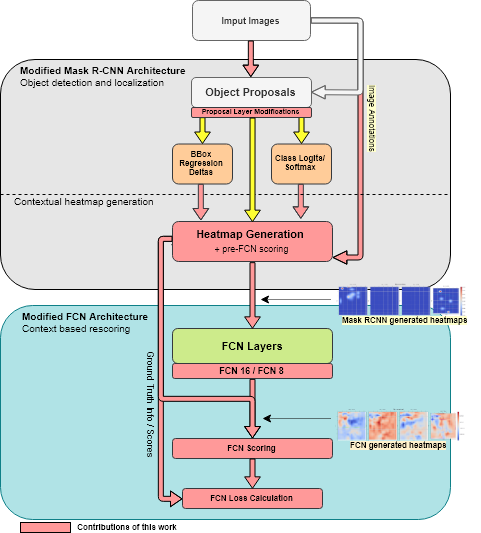 Imput Images
Modified Mask R-CNN Architecture
Object detection and localization
Object Proposals
Proposal Layer Modifications
Image Annotations
BBox
Regression
Deltas
Class Logits/
Softmax
Contextual heatmap generation
Heatmap Generation
+ pre-FCN scoring
Mask RCNN generated heatmaps
Modified FCN Architecture
Context based rescoring
FCN Layers
FCN 16 / FCN 8
Ground Truth Info / Scores
FCN generated heatmaps
FCN Scoring
FCN Loss Calculation
Contributions of this work